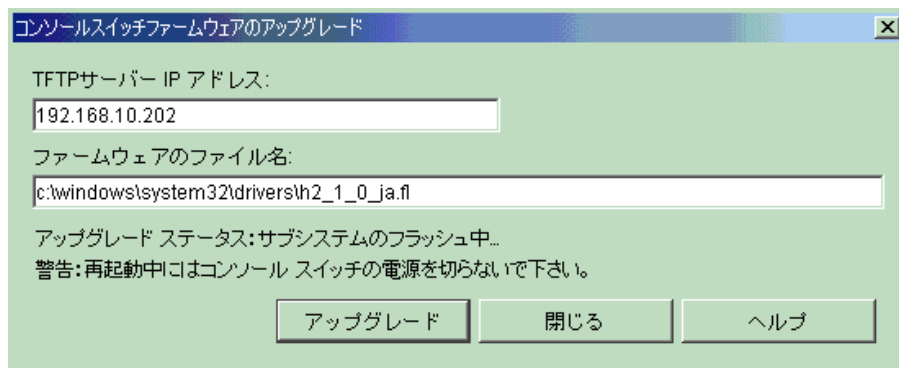 コンソールスイッチファームウェアのアップグレード
TFTPサーバー IP アドレス:
192.168.10.202
ファームウェアのファイル名:
c:\windows\system32\drivers\h2_1_0_ja.fl
アップグレード ステータス: サブシステムのフラッシュ中...
警告: 再起動中にはコンソール スイッチの電源を切らないで下さい。
アップグレード 閉じる ヘルプ